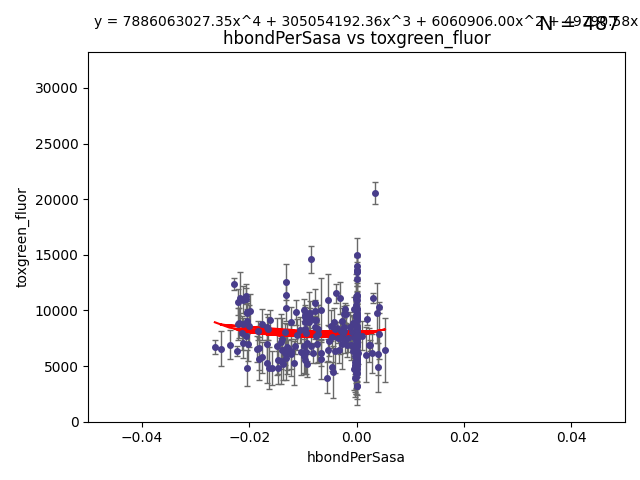 y = 7886063027.35x^4 + 305054192.36x^3 + 6060906.00x^2 +
N = 487
hbondPerSasa vs toxgreen_fluor
30000
25000
20000
15000
10000
5000
0
toxgreen_fluor
−0.04 −0.02 0.00 0.02 0.04
hbondPerSasa